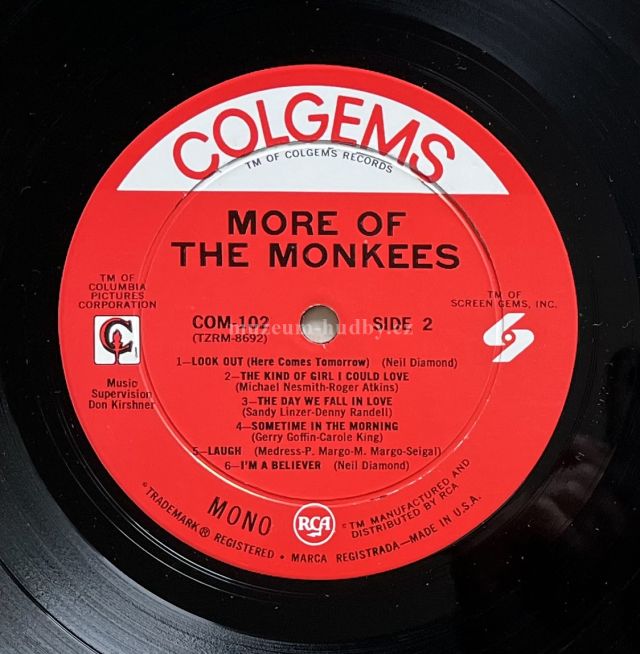 COLGEMS
TM OF COLGEMS RECORDS
MORE OF
THE MONKEES
TM OF
COLUMBIA
PICTURES
CORPORATION
TM OF
SCREEN GEMS, INC.
COM-102
SIDE 2
(TZRM-8692)
muzeum-hudby.cz
Music
Supervision
Don Kirshner
1—LOOK OUT (Here Comes Tomorrow) (Neil Diamond)
2—THE KIND OF GIRL I COULD LOVE
(Michael Nesmith-Roger Atkins)
3—THE DAY WE FALL IN LOVE
(Sandy Linzer-Denny Randell)
4—SOMETIME IN THE MORNING
(Gerry Goffin-Carole King)
5—LAUGH (Medress-P. Margo-M. Margo-Seigal)
6—I'M A BELIEVER (Neil Diamond)
MONO
RCA
®TRADEMARK® REGISTERED • MARCA REGISTRADA—MADE IN U.S.A.
TM MANUFACTURED AND
DISTRIBUTED BY RCA